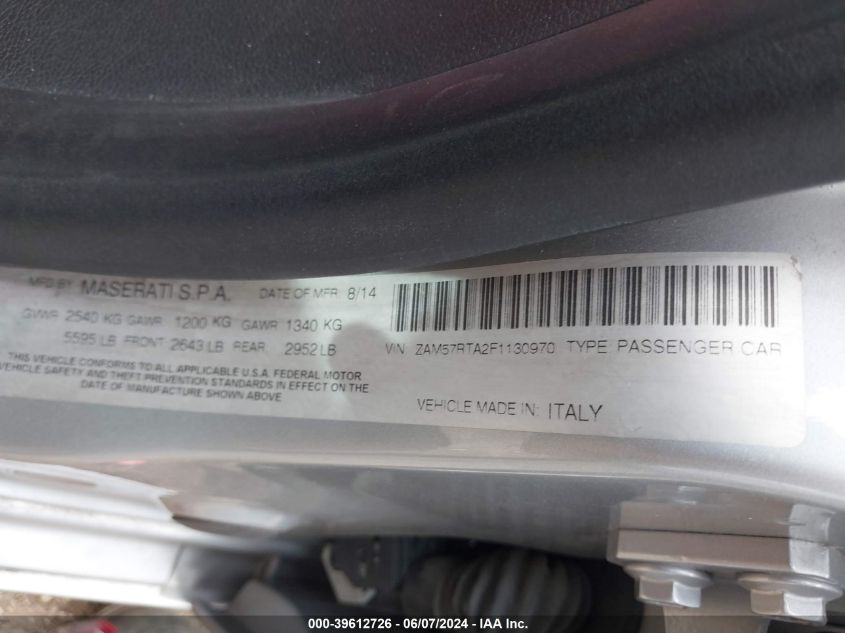 MFD BY MASERATI S.P.A. DATE OF MFR 8/14
GVWR 2540 KG GAWR 1200 KG GAWR 1340 KG
5595 LB FRONT 2643 LB REAR 2952 LB
THIS VEHICLE CONFORMS TO ALL APPLICABLE U.S.A. FEDERAL MOTOR
VEHICLE SAFETY AND THEFT PREVENTION STANDARDS IN EFFECT ON THE
DATE OF MANUFACTURE SHOWN ABOVE
VIN ZAM57RTA2F1130970 TYPE PASSENGER CAR
VEHICLE MADE IN: ITALY
000-39612726 - 06/07/2024 - IAA Inc.